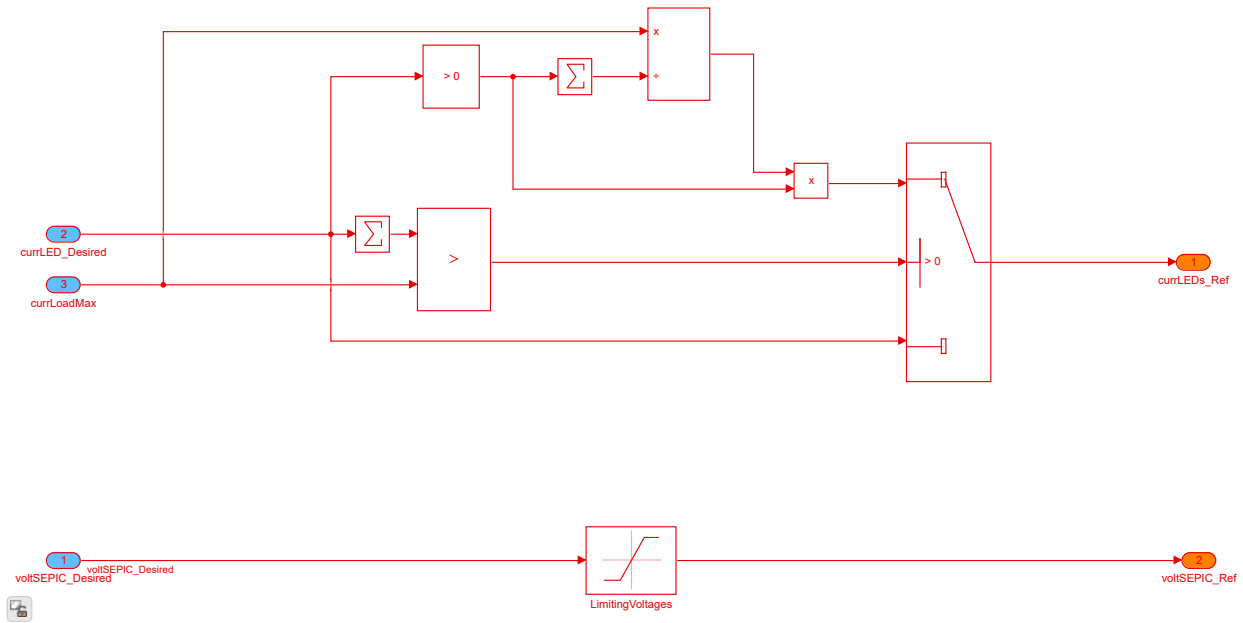 x
> 0
Σ
÷
x
2
currLED_Desired
Σ
>
> 0
1
currLEDs_Ref
3
currLoadMax
1
voltSEPIC_Desired
voltSEPIC_Desired
2
voltSEPIC_Ref
LimitingVoltages